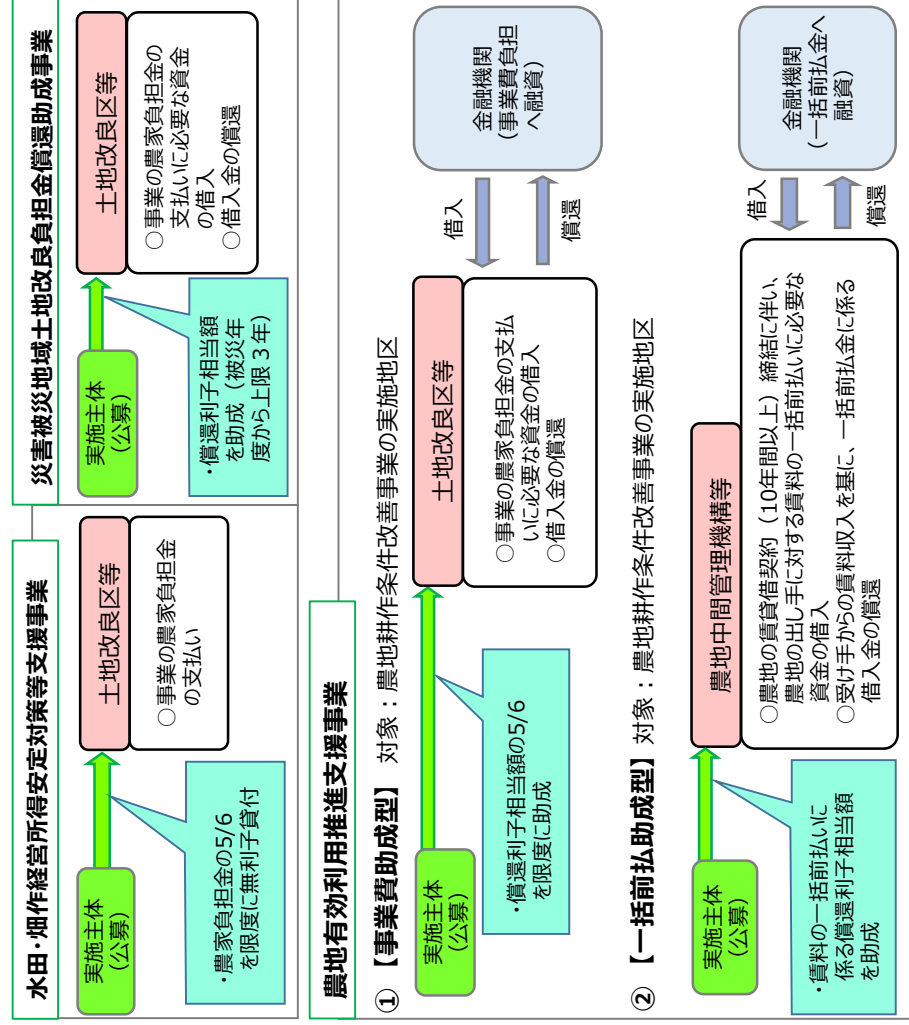 水田・畑作経営所得安定対策等支援事業
実施主体
（公募）
土地改良区等
○事業の農家負担金
の支払い
・農家負担金の5/6
を限度に無利子貸付
災害被災地域土地改良負担金償還助成事業
実施主体
（公募）
土地改良区等
○事業の農家負担金の
支払いに必要な資金
の借入
○借入金の償還
・償還利子相当額
を助成（被災年
度から上限３年）
農地有効利用推進支援事業
① 【事業費助成型】 対象：農地耕作条件改善事業の実施地区
実施主体
（公募）
土地改良区等
○事業の農家負担金の支払
いに必要な資金の借入
○借入金の償還
・償還利子相当額の5/6
を限度に助成
借入
償還
金融機関
（事業費負担
へ融資）
② 【一括前払助成型】 対象：農地耕作条件改善事業の実施地区
実施主体
（公募）
農地中間管理機構等
○農地の賃貸借契約（10年間以上）締結に伴い、
農地の出し手に対する賃料の一括前払いに必要な
資金の借入
○受け手からの賃料収入を基に、一括前払金に係る
借入金の償還
・賃料の一括前払いに
係る償還利子相当額
を助成
借入
償還
金融機関
（一括前払金へ
融資）